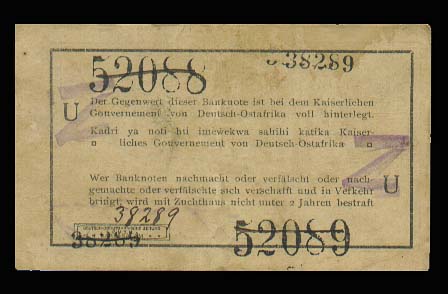 52088
38289
Der Gegenwert dieser Banknote ist bei dem Kaiserlichen
U Gouvernement von Deutsch-Ostafrika voll hinterlegt.
Kadri ya noti hii imewekwa sahihi katika Kaiser-
liches Gouvernement von Deutsch-Ostafrika
Z
Z
Wer Banknoten nachmacht oder verfälscht oder nach-
gemachte oder verfälschte sich verschafft und in Verkehr U
bringt, wird mit Zuchthaus nicht unter 2 Jahren bestraft
38289
38289
52089